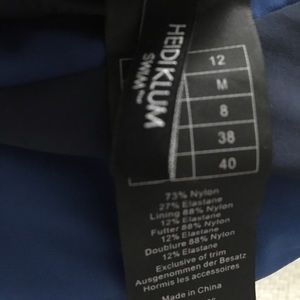 HEIDI KLUM
SWIM™
12
M
8
38
40
73% Nylon
27% Elastane
Lining 88% Nylon
12% Elastane
Futter 88% Nylon
12% Elastane
Doublure 88% Nylon
12% Elastane
Exclusive of trim
Ausgenommen der Besatz
Hormis les accessoires
Made in China